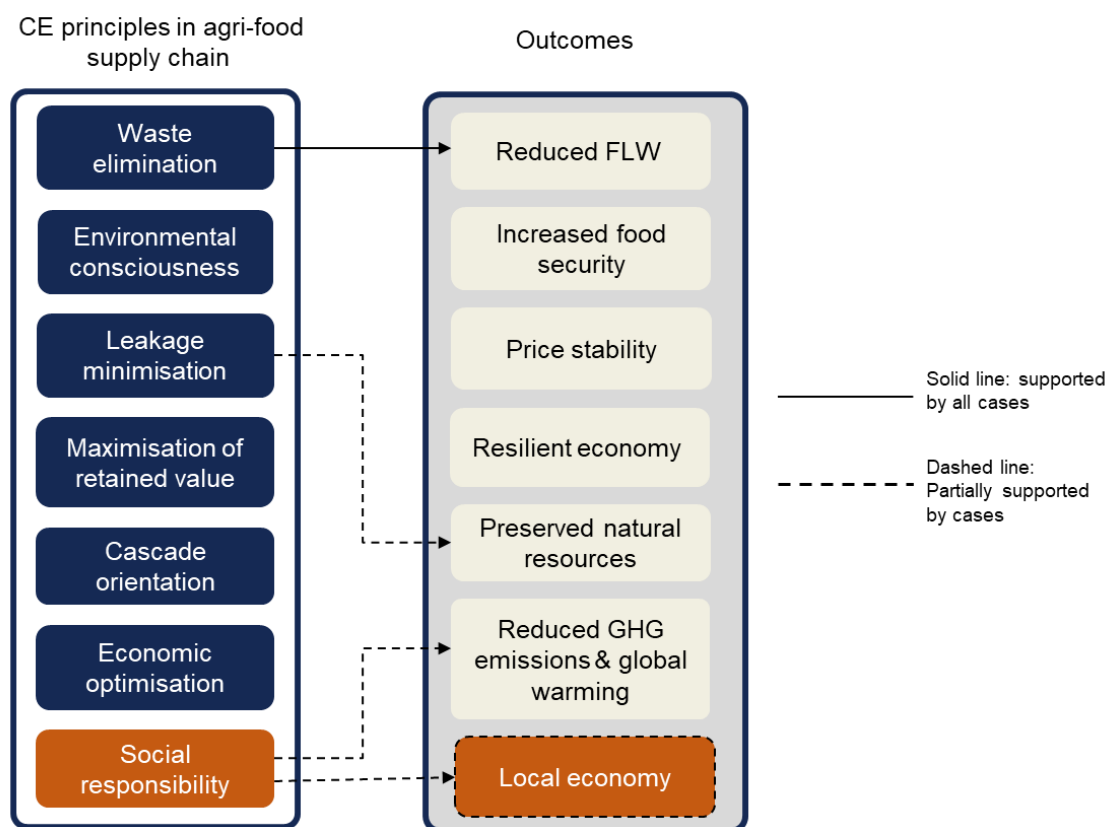 CE principles in agri-food
supply chain
Outcomes
Waste
elimination
Environmental
consciousness
Leakage
minimisation
Maximisation of
retained value
Cascade
orientation
Economic
optimisation
Social
responsibility
Reduced FLW
Increased food
security
Price stability
Resilient economy
Preserved natural
resources
Reduced GHG
emissions & global
warming
Local economy
Solid line: supported
by all cases
Dashed line:
Partially supported
by cases